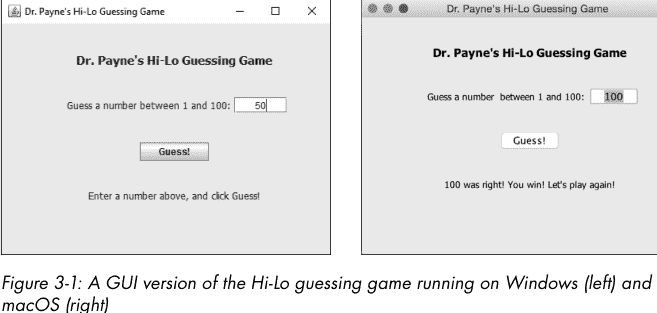 Dr. Payne's Hi-Lo Guessing Game
Dr. Payne's Hi-Lo Guessing Game
Guess a number between 1 and 100:
50
Guess!
Enter a number above, and click Guess!
Dr. Payne's Hi-Lo Guessing Game
Dr. Payne's Hi-Lo Guessing Game
Guess a number between 1 and 100:
100
Guess!
100 was right! You win! Let's play again!
Figure 3-1: A GUI version of the Hi-Lo guessing game running on Windows (left) and
macOS (right)